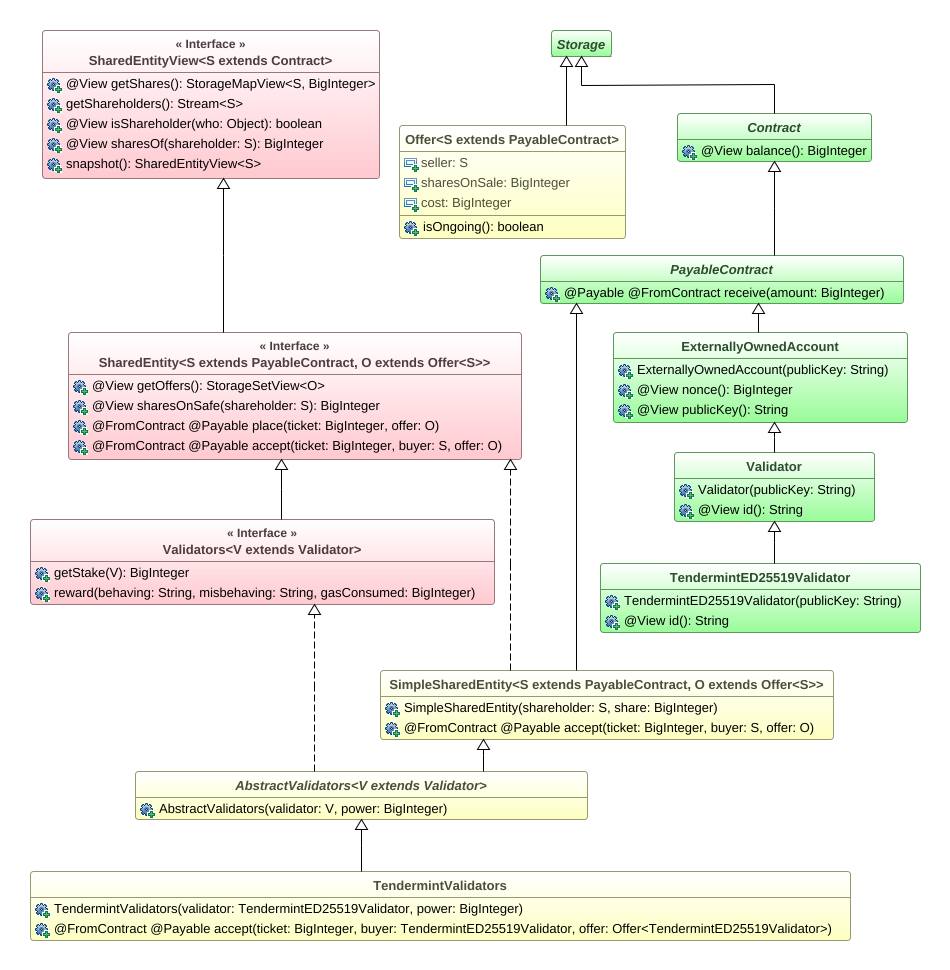 « Interface »
SharedEntityView<S extends Contract>
@View getShares(): StorageMapView<S, BigInteger>
getShareholders(): Stream<S>
@View isShareholder(who: Object): boolean
@View sharesOf(shareholder: S): BigInteger
snapshot(): SharedEntityView<S>
Storage
Offer<S extends PayableContract>
seller: S
sharesOnSale: BigInteger
cost: BigInteger
isOngoing(): boolean
Contract
@View balance(): BigInteger
PayableContract
@Payable @FromContract receive(amount: BigInteger)
« Interface »
SharedEntity<S extends PayableContract, O extends Offer<S>>
@View getOffers(): StorageSetView<O>
@View sharesOnSafe(shareholder: S): BigInteger
@FromContract @Payable place(ticket: BigInteger, offer: O)
@FromContract @Payable accept(ticket: BigInteger, buyer: S, offer: O)
ExternallyOwnedAccount
ExternallyOwnedAccount(publicKey: String)
@View nonce(): BigInteger
@View publicKey(): String
Validator
Validator(publicKey: String)
@View id(): String
« Interface »
Validators<V extends Validator>
getStake(V): BigInteger
reward(behaving: String, misbehaving: String, gasConsumed: BigInteger)
TendermintED25519Validator
TendermintED25519Validator(publicKey: String)
@View id(): String
SimpleSharedEntity<S extends PayableContract, O extends Offer<S>>
SimpleSharedEntity(shareholder: S, share: BigInteger)
@FromContract @Payable accept(ticket: BigInteger, buyer: S, offer: O)
AbstractValidators<V extends Validator>
AbstractValidators(validator: V, power: BigInteger)
TendermintValidators
TendermintValidators(validator: TendermintED25519Validator, power: BigInteger)
@FromContract @Payable accept(ticket: BigInteger, buyer: TendermintED25519Validator, offer: Offer<TendermintED25519Validator>)